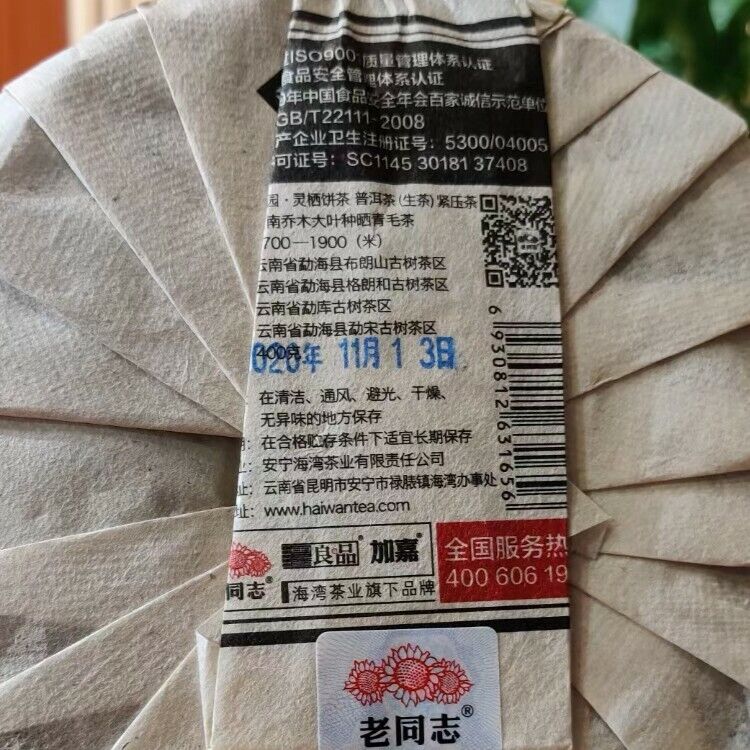 ISO900 质量管理体系认证
食品安全管理体系认证
年中国食品安全年会百家诚信示范单位
GB/T22111-2008
产企业卫生注册证号：5300/04005
可证号：SC1145 30181 37408
园·灵栖饼茶 普洱茶(生茶)紧压茶
南乔木大叶种晒青毛茶
700—1900（米）
云南省勐海县布朗山古树茶区
云南省勐海县格朗和古树茶区
云南省勐库古树茶区
云南省勐海县勐宋古树茶区
400克
020年 11月 1 3日
在清洁、通风、避光、干燥、
无异味的地方保存
在合格贮存条件下适宜长期保存
安宁海湾茶业有限责任公司
云南省昆明市安宁市禄脿镇海湾办事处
址：www.haiwantea.com
6930812631656
良品® 加嘉®
同志®
海湾茶业旗下品牌
全国服务热
400 606 19
老同志®